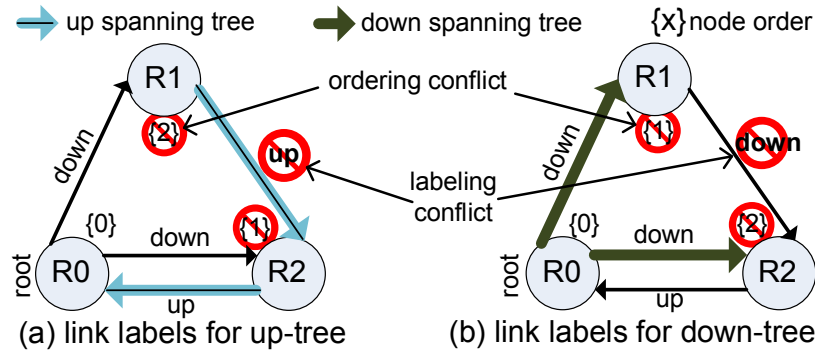 up spanning tree
down spanning tree
{x} node order
R1
ordering conflict
R1
{2}
{1}
down
up
down
down
labeling
conflict
{0}
{1}
{0}
{2}
down
down
root
R0
R2
root
R0
R2
up
up
(a) link labels for up-tree
(b) link labels for down-tree